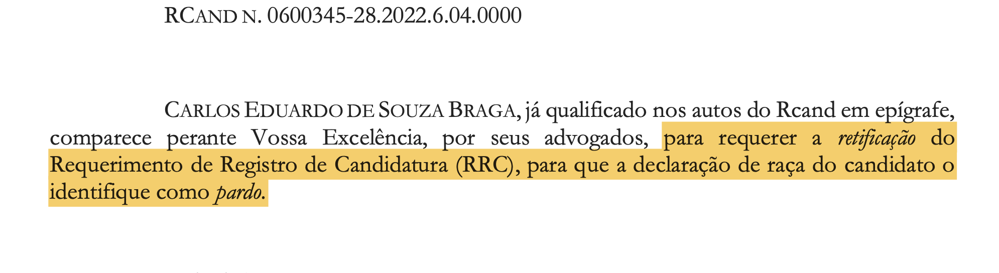 RCAND N. 0600345-28.2022.6.04.0000
CARLOS EDUARDO DE SOUZA BRAGA, já qualificado nos autos do Rcand em epígrafe,
comparece perante Vossa Excelência, por seus advogados, para requerer a retificação do
Requerimento de Registro de Candidatura (RRC), para que a declaração de raça do candidato o
identifique como pardo.